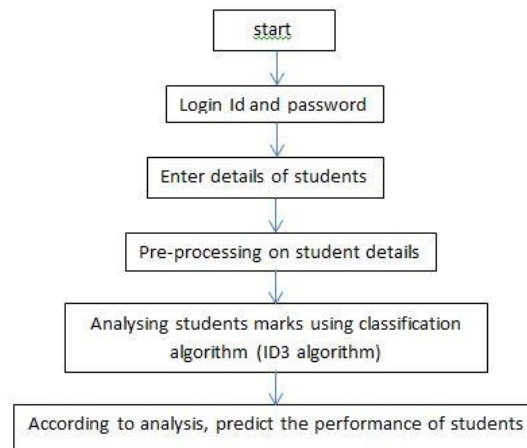 start
Login Id and password
Enter details of students
Pre-processing on student details
Analysing students marks using classification
algorithm (ID3 algorithm)
According to analysis, predict the performance of students